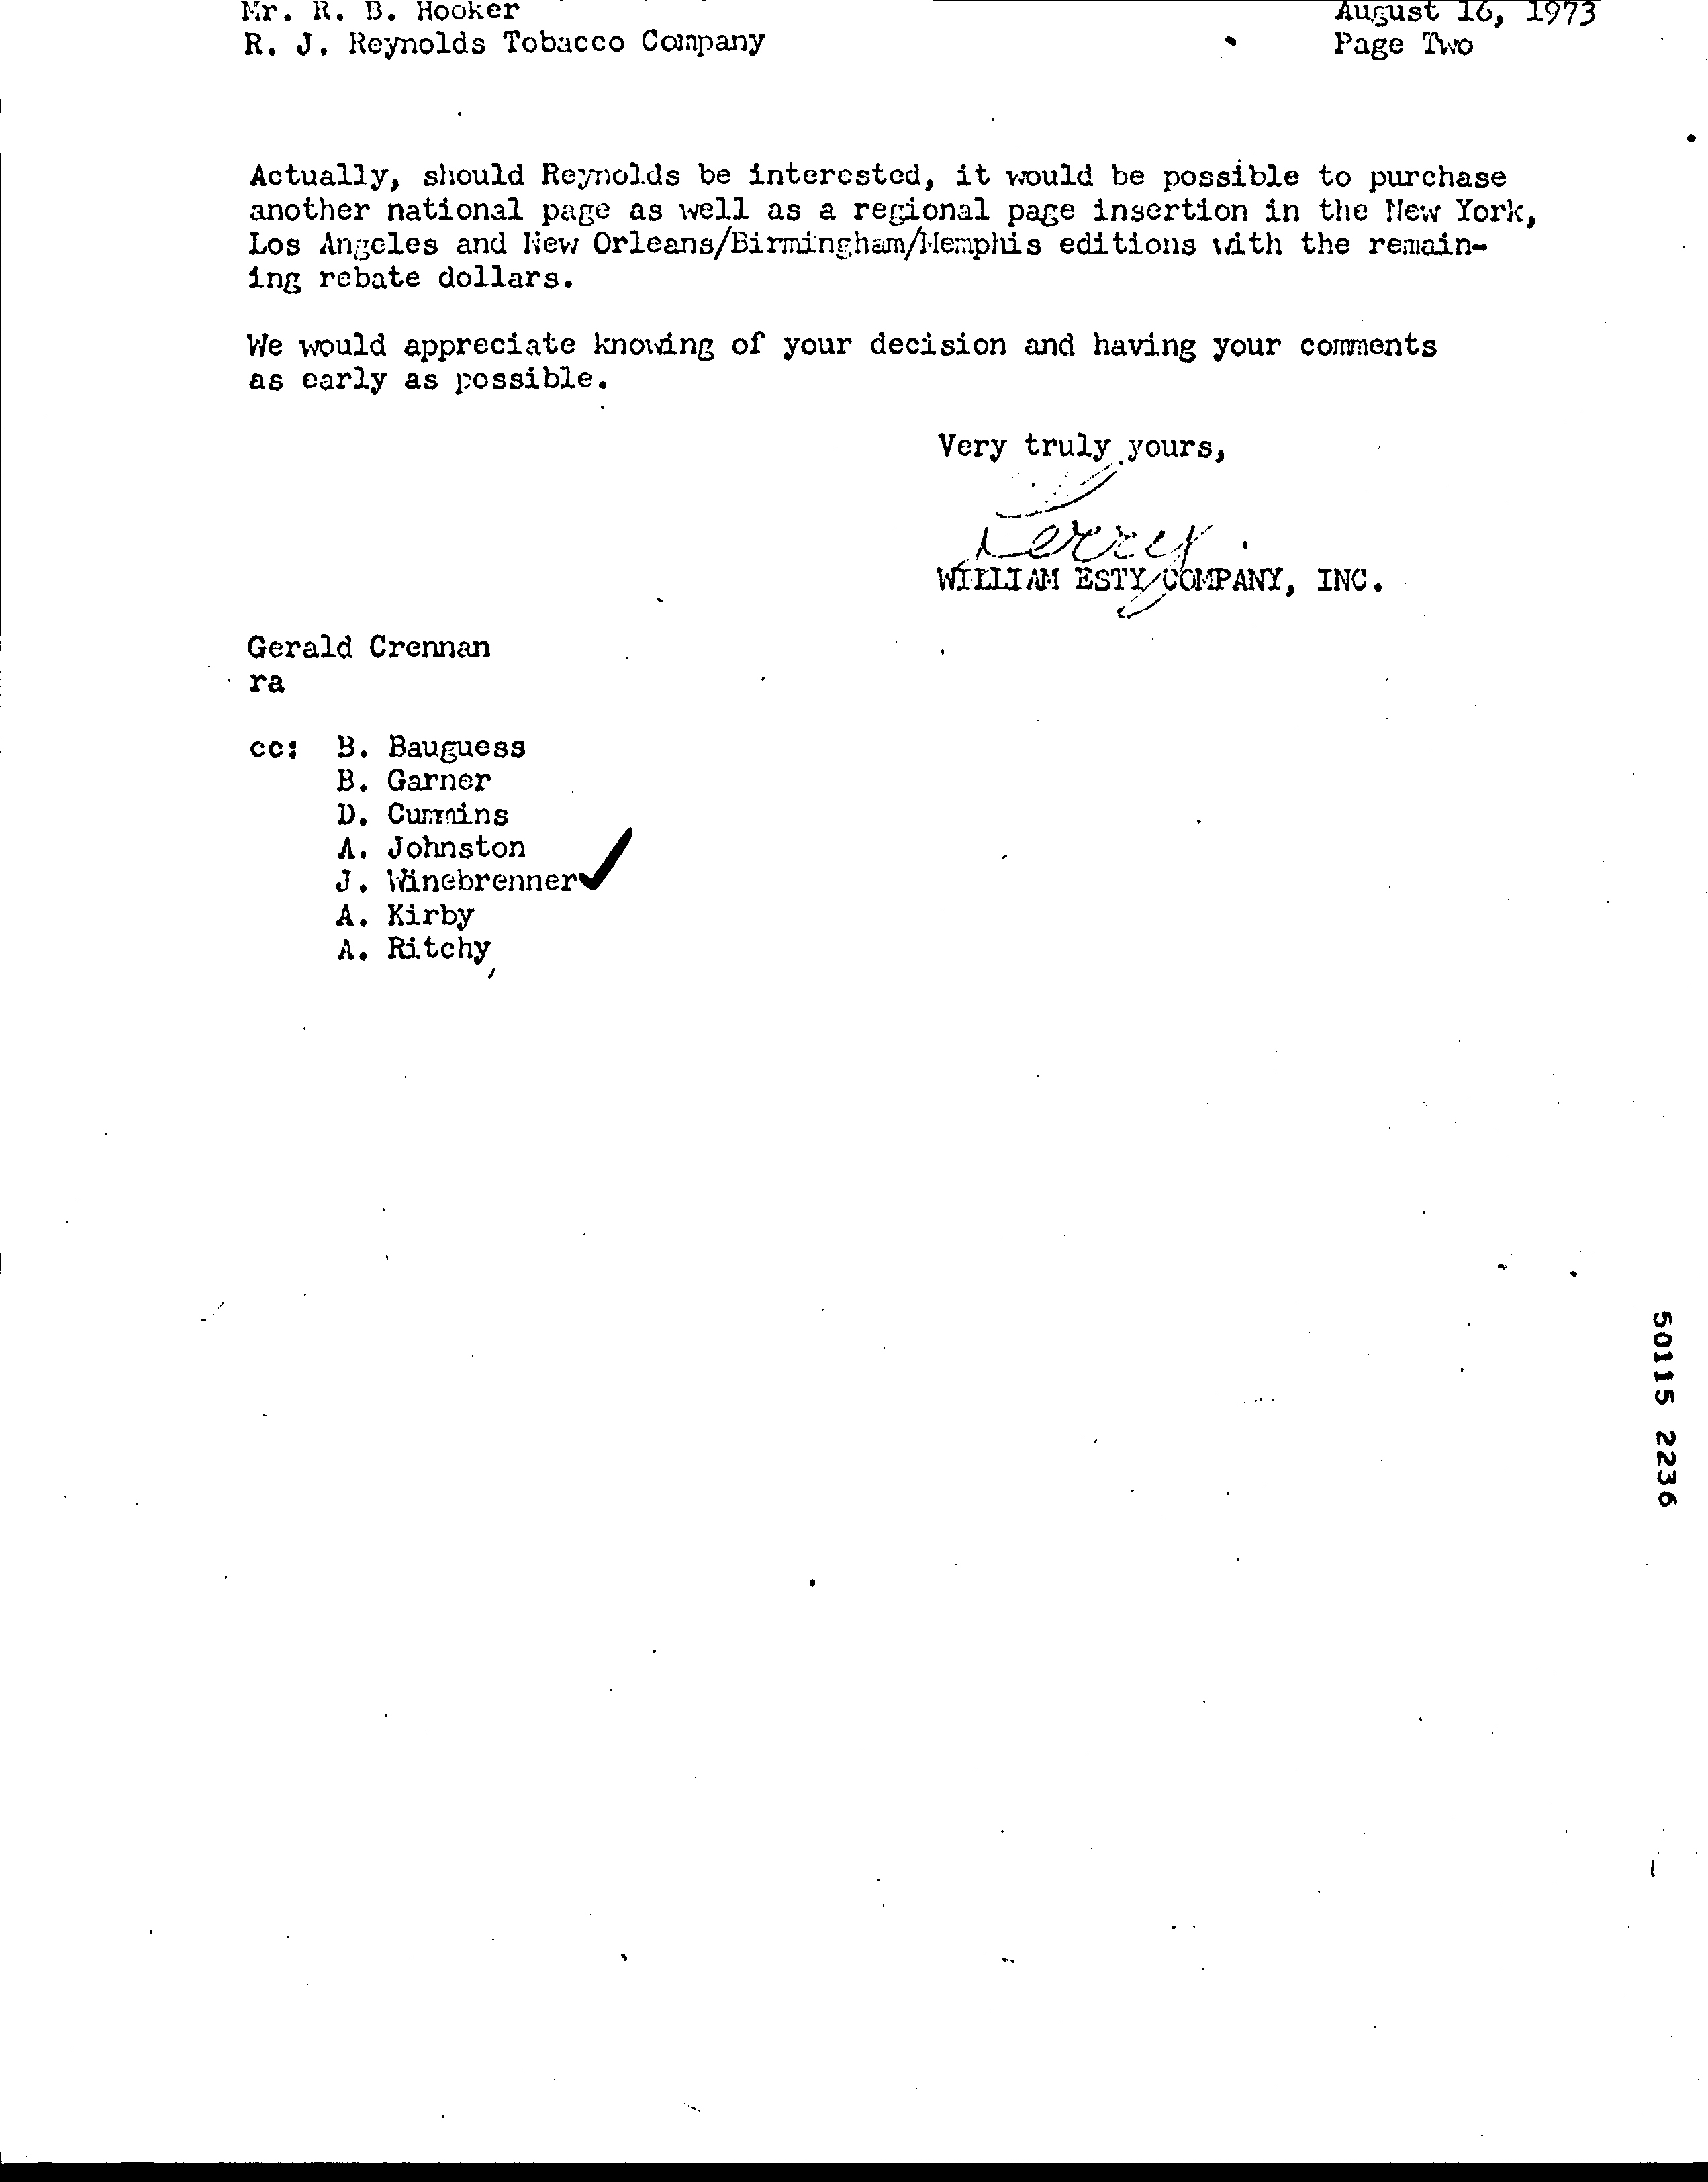 Mr. R. B. Hooker
August 16, 1973
R. J. Reynolds Tobacco Company
Page Two
Actually, should Reynolds be interested, it would be possible to purchase
another national page as well as a regional page insertion in the New York,
Los Angeles and New Orleans/Birmingham/Memphis editions with the remain-
ing rebate dollars.
We would appreciate knowing of your decision and having your comments
as early as possible.
Very truly yours,
WILLIAM ESTY COMPANY, INC.
Gerald Crennan
ra
cc: B. Bauguess
B. Garner
D. Cummins
A. Johnston
J. Winebrenner
A. Kirby
A. Ritchy
50115 2236